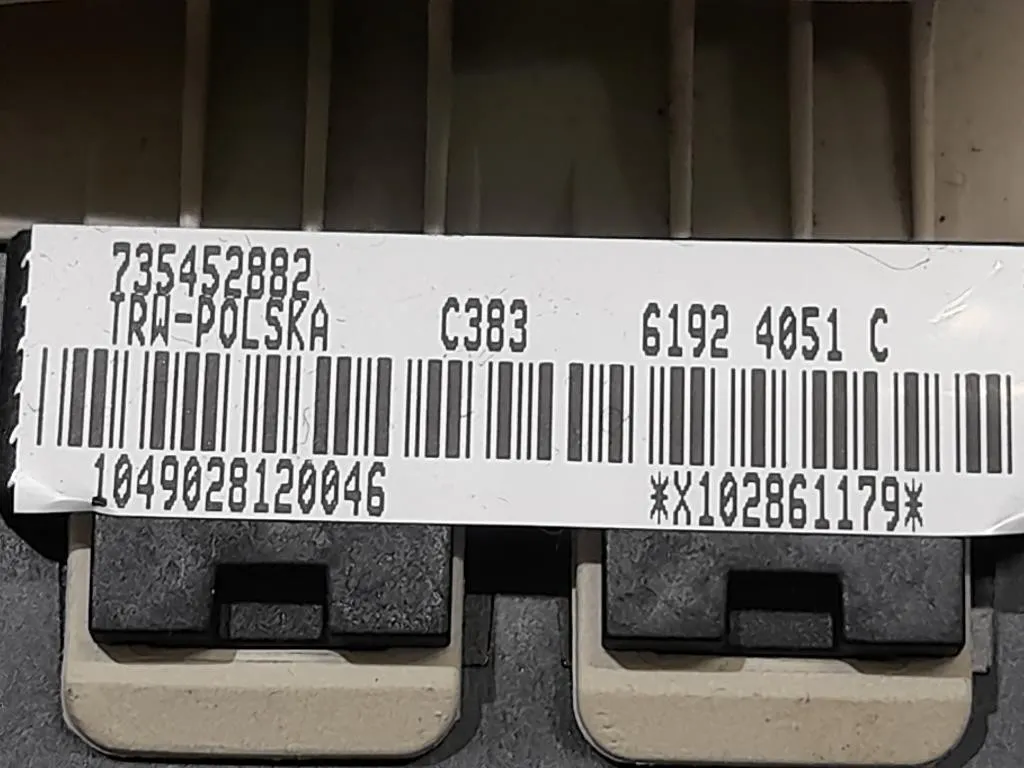 735452882
TRW-POLSKA C383 6192 4051 C
1049028120046 *X102861179*